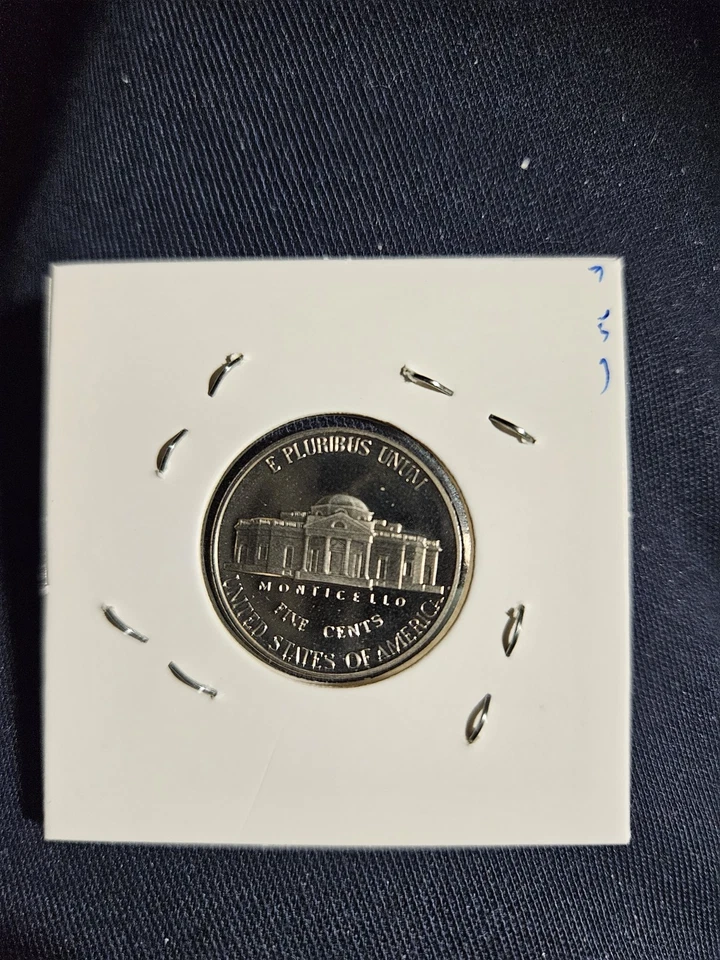 E PLURIBUS UNUM
MONTICELLO
FIVE CENTS
UNITED STATES OF AMERICA